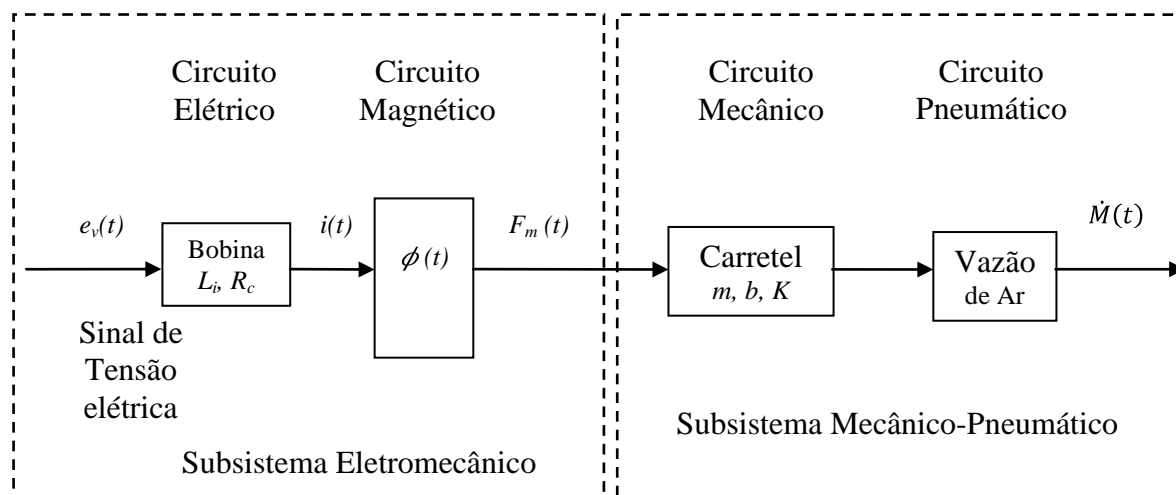 Circuito
Elétrico
Circuito
Magnético
Circuito
Mecânico
Circuito
Pneumático
e_v(t)
Bobina
L_i, R_c
i(t)
ϕ(t)
F_m (t)
Carretel
m, b, K
Vazão
de Ar
Ṁ(t)
Sinal de
Tensão
elétrica
Subsistema Eletromecânico
Subsistema Mecânico-Pneumático